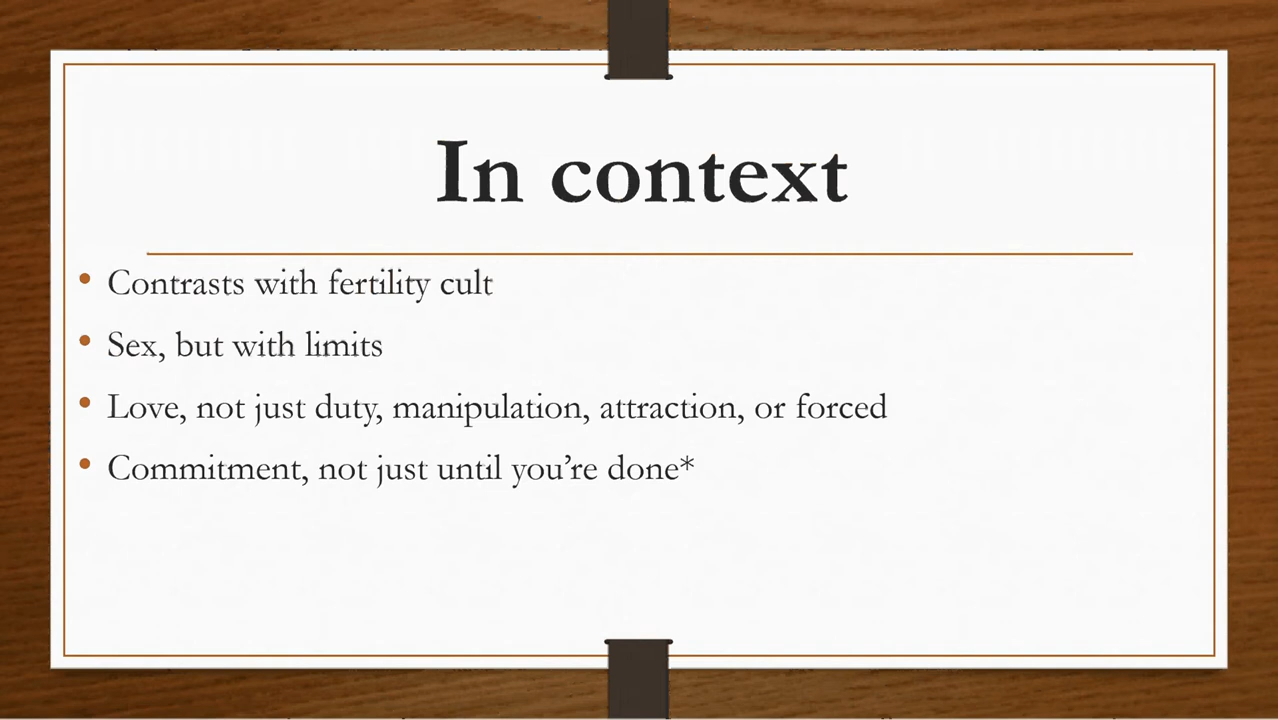 In context
• Contrasts with fertility cult
• Sex, but with limits
• Love, not just duty, manipulation, attraction, or forced
• Commitment, not just until you’re done*